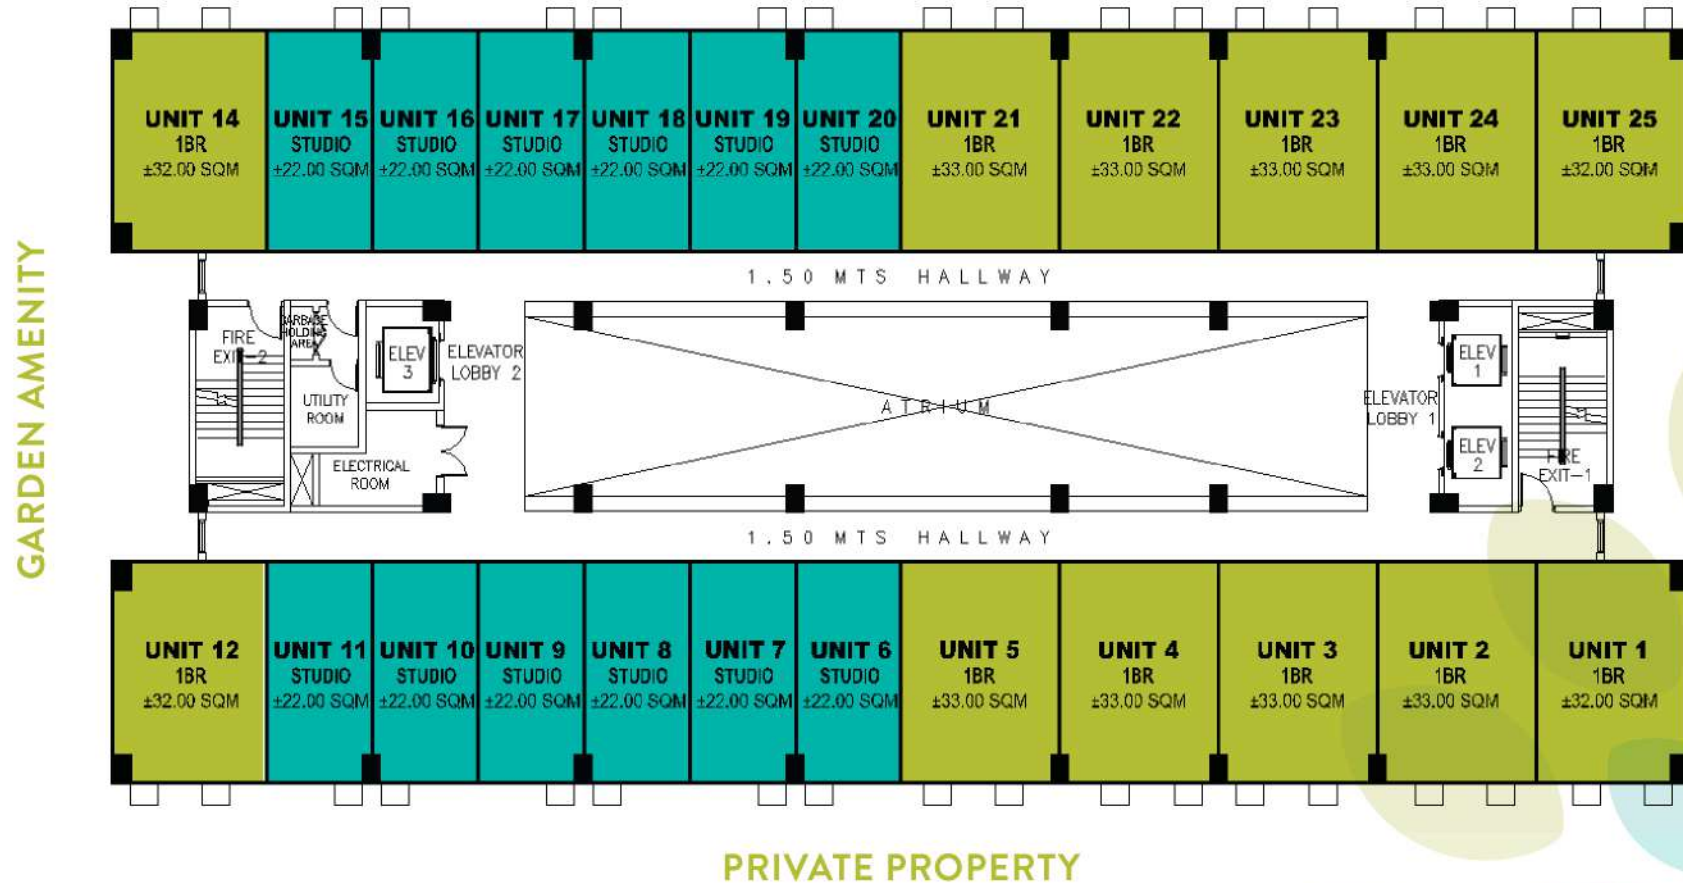 UNIT 14
1BR
±32.00 SQM
UNIT 15
STUDIO
±22.00 SQM
UNIT 16
STUDIO
±22.00 SQM
UNIT 17
STUDIO
±22.00 SQM
UNIT 18
STUDIO
±22.00 SQM
UNIT 19
STUDIO
±22.00 SQM
UNIT 20
STUDIO
±22.00 SQM
UNIT 21
1BR
±33.00 SQM
UNIT 22
1BR
±33.00 SQM
UNIT 23
1BR
±33.00 SQM
UNIT 24
1BR
±33.00 SQM
UNIT 25
1BR
±32.00 SQM
GARDEN AMENITY
1.50 MTS HALLWAY
FIRE
EXIT-2
GARBAGE
HOLDING
AREA
ELEV
3
ELEVATOR
LOBBY 2
UTILITY
ROOM
ELECTRICAL
ROOM
ATRIUM
ELEVATOR
LOBBY 1
ELEV
1
ELEV
2
FIRE
EXIT-1
1.50 MTS HALLWAY
UNIT 12
1BR
±32.00 SQM
UNIT 11
STUDIO
±22.00 SQM
UNIT 10
STUDIO
±22.00 SQM
UNIT 9
STUDIO
±22.00 SQM
UNIT 8
STUDIO
±22.00 SQM
UNIT 7
STUDIO
±22.00 SQM
UNIT 6
STUDIO
±22.00 SQM
UNIT 5
1BR
±33.00 SQM
UNIT 4
1BR
±33.00 SQM
UNIT 3
1BR
±33.00 SQM
UNIT 2
1BR
±33.00 SQM
UNIT 1
1BR
±32.00 SQM
PRIVATE PROPERTY